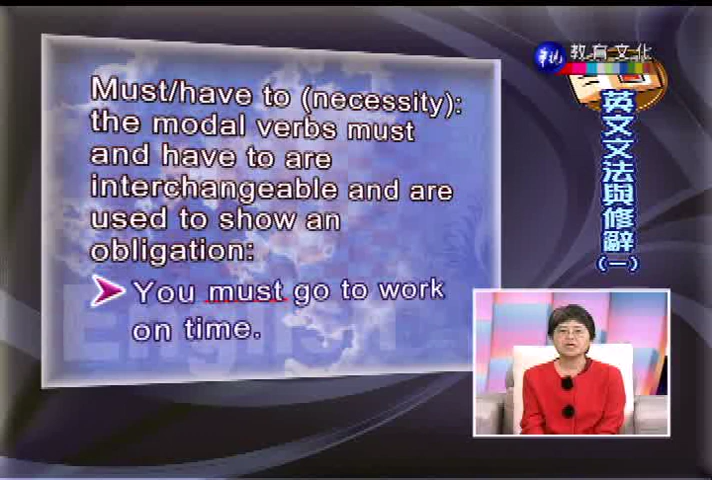 Must/have to (necessity):
the modal verbs must
and have to are
interchangeable and are
used to show an
obligation:
You must go to work
on time.
華視
教育文化
英文文法與修辭
(一)